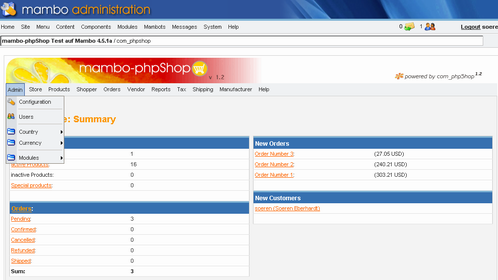 mambo administration
Home Site Menu Content Components Modules Mambots Messages System Help 0 1 Logout soere
mambo-phpShop Test auf Mambo 4.5.1a / com_phpshop
mambo-phpShop
v 1.2
powered by com_phpShop 1.2
Admin Store Products Shopper Orders Vendor Reports Tax Shipping Manufacturer Help
Configuration
Users
Country
Currency
Modules
e: Summary
1
Active Products: 16
inactive Products: 0
Special products: 0
Orders:
Pending: 3
Confirmed: 0
Cancelled: 0
Refunded: 0
Shipped: 0
Sum: 3
New Orders
Order Number 3: (27.05 USD)
Order Number 2: (240.21 USD)
Order Number 1: (303.21 USD)
New Customers
soeren (Soeren Eberhardt)